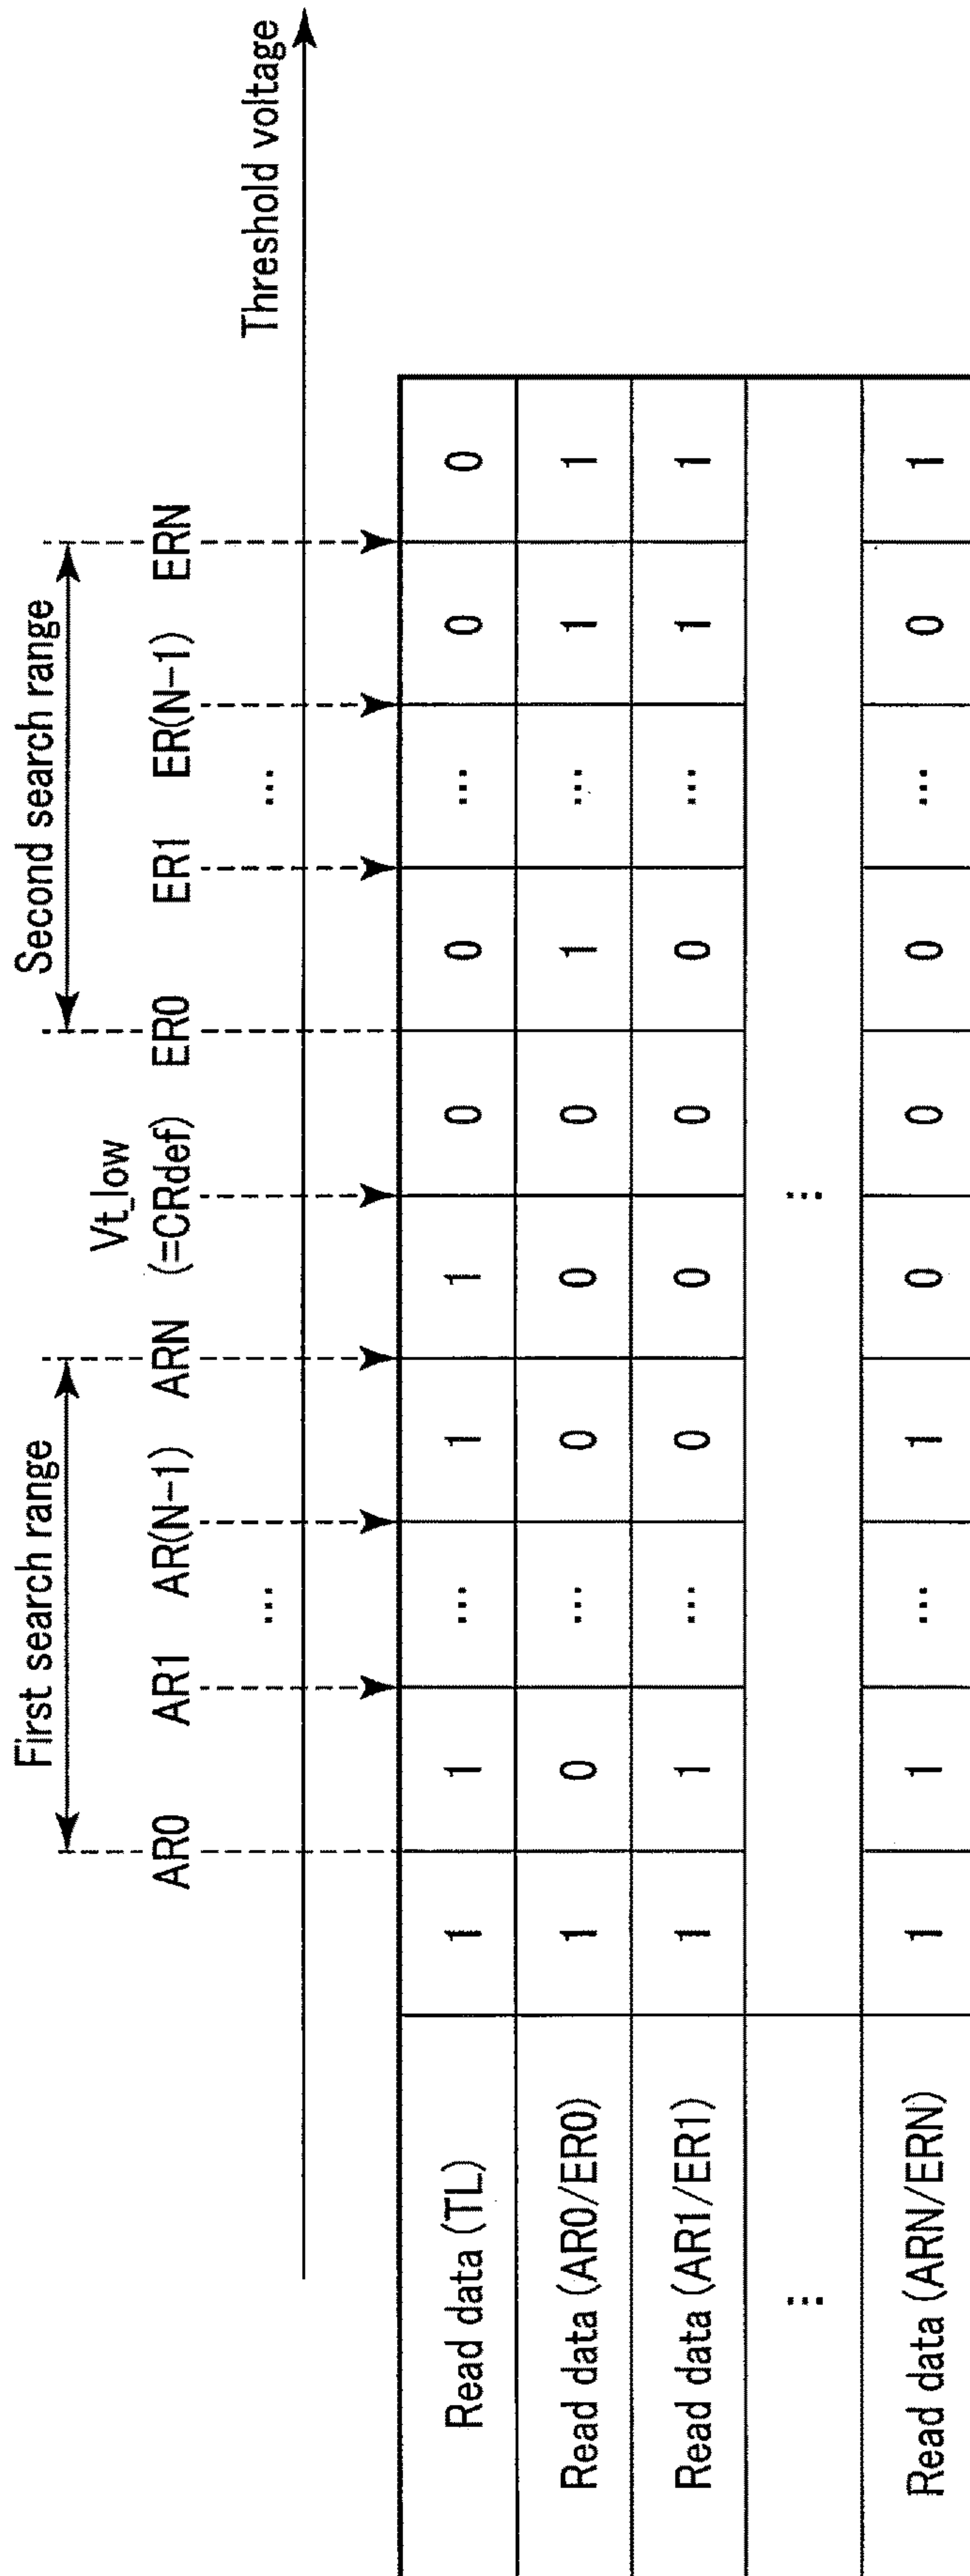 First search range Second search range
Vt_low
AR0 AR1 AR(N-1) ARN (=CRdef) ER0 ER1 ER(N-1) ERN
... ...
Threshold voltage
Read data (TL) 1 1 ... 1 1 0 0 ... 0 0
Read data (AR0/ER0) 1 0 ... 0 0 0 1 ... 1 1
Read data (AR1/ER1) 1 1 ... 0 0 0 0 ... 1 1
... ...
Read data (ARN/ERN) 1 1 ... 1 0 0 0 ... 0 1